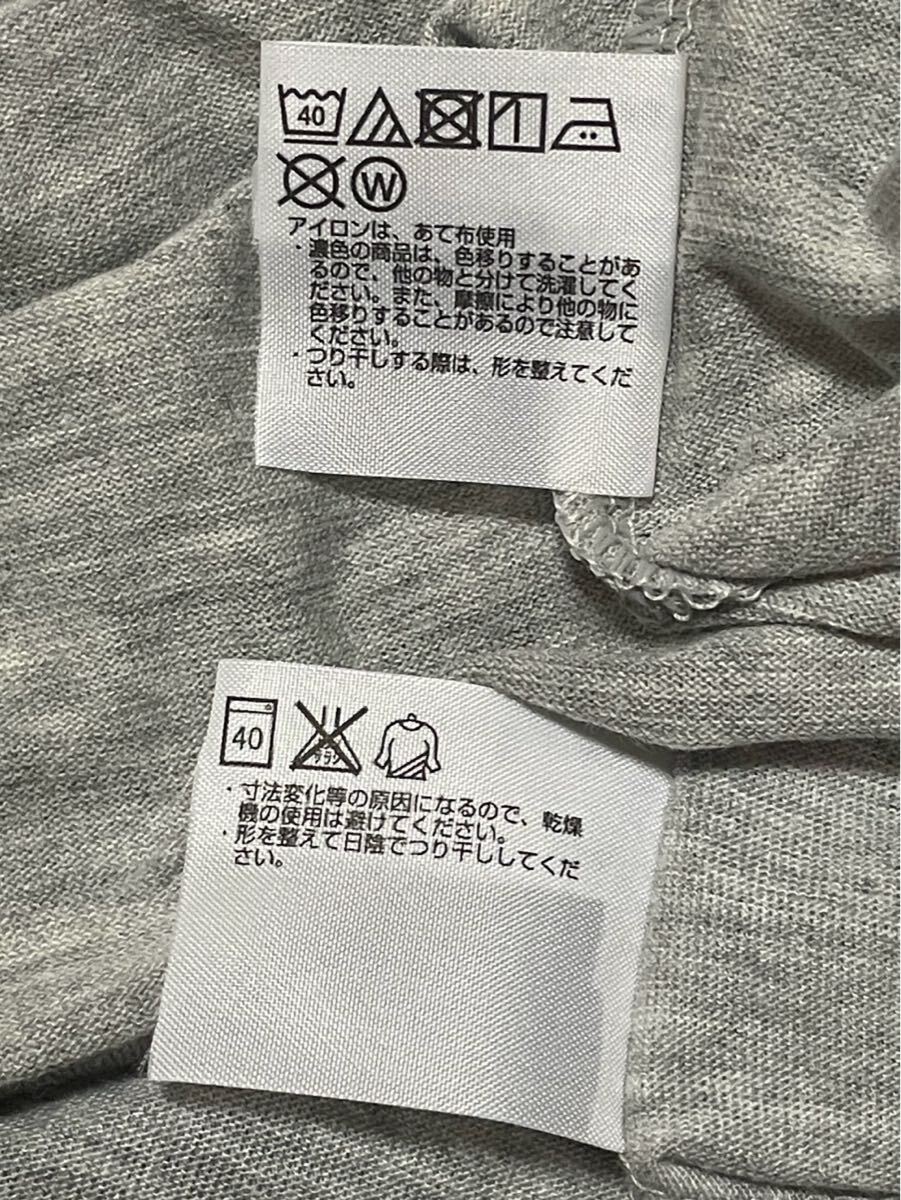 40
W
アイロンは、あて布使用
・濃色の商品は、色移りすることがあ
るので、他の物と分けて洗濯してく
ださい。また、摩擦により他の物に
色移りすることがあるので注意して
ください。
・つり干しする際は、形を整えてくだ
さい。
40
ブラシ
・寸法変化等の原因になるので、乾燥
機の使用は避けてください。
・形を整えて日陰でつり干ししてくだ
さい。